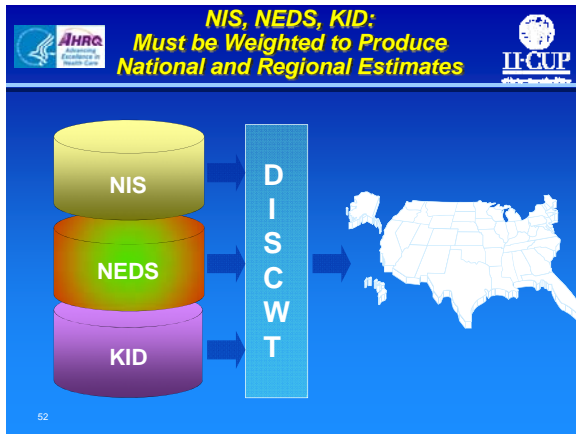 NIS, NEDS, KID:
Must be Weighted to Produce
National and Regional Estimates
AHRQ
Advancing
Excellence in
Health Care
H-CUP
NIS
NEDS
KID
D
I
S
C
W
T
52